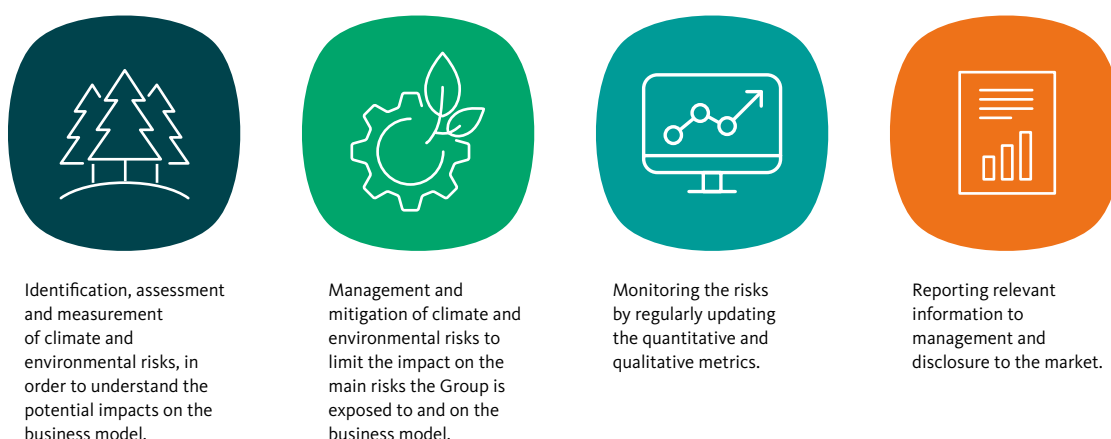 Identification, assessment
and measurement
of climate and
environmental risks, in
order to understand the
potential impacts on the
business model.
Management and
mitigation of climate and
environmental risks to
limit the impact on the
main risks the Group is
exposed to and on the
business model.
Monitoring the risks
by regularly updating
the quantitative and
qualitative metrics.
Reporting relevant
information to
management and
disclosure to the market.